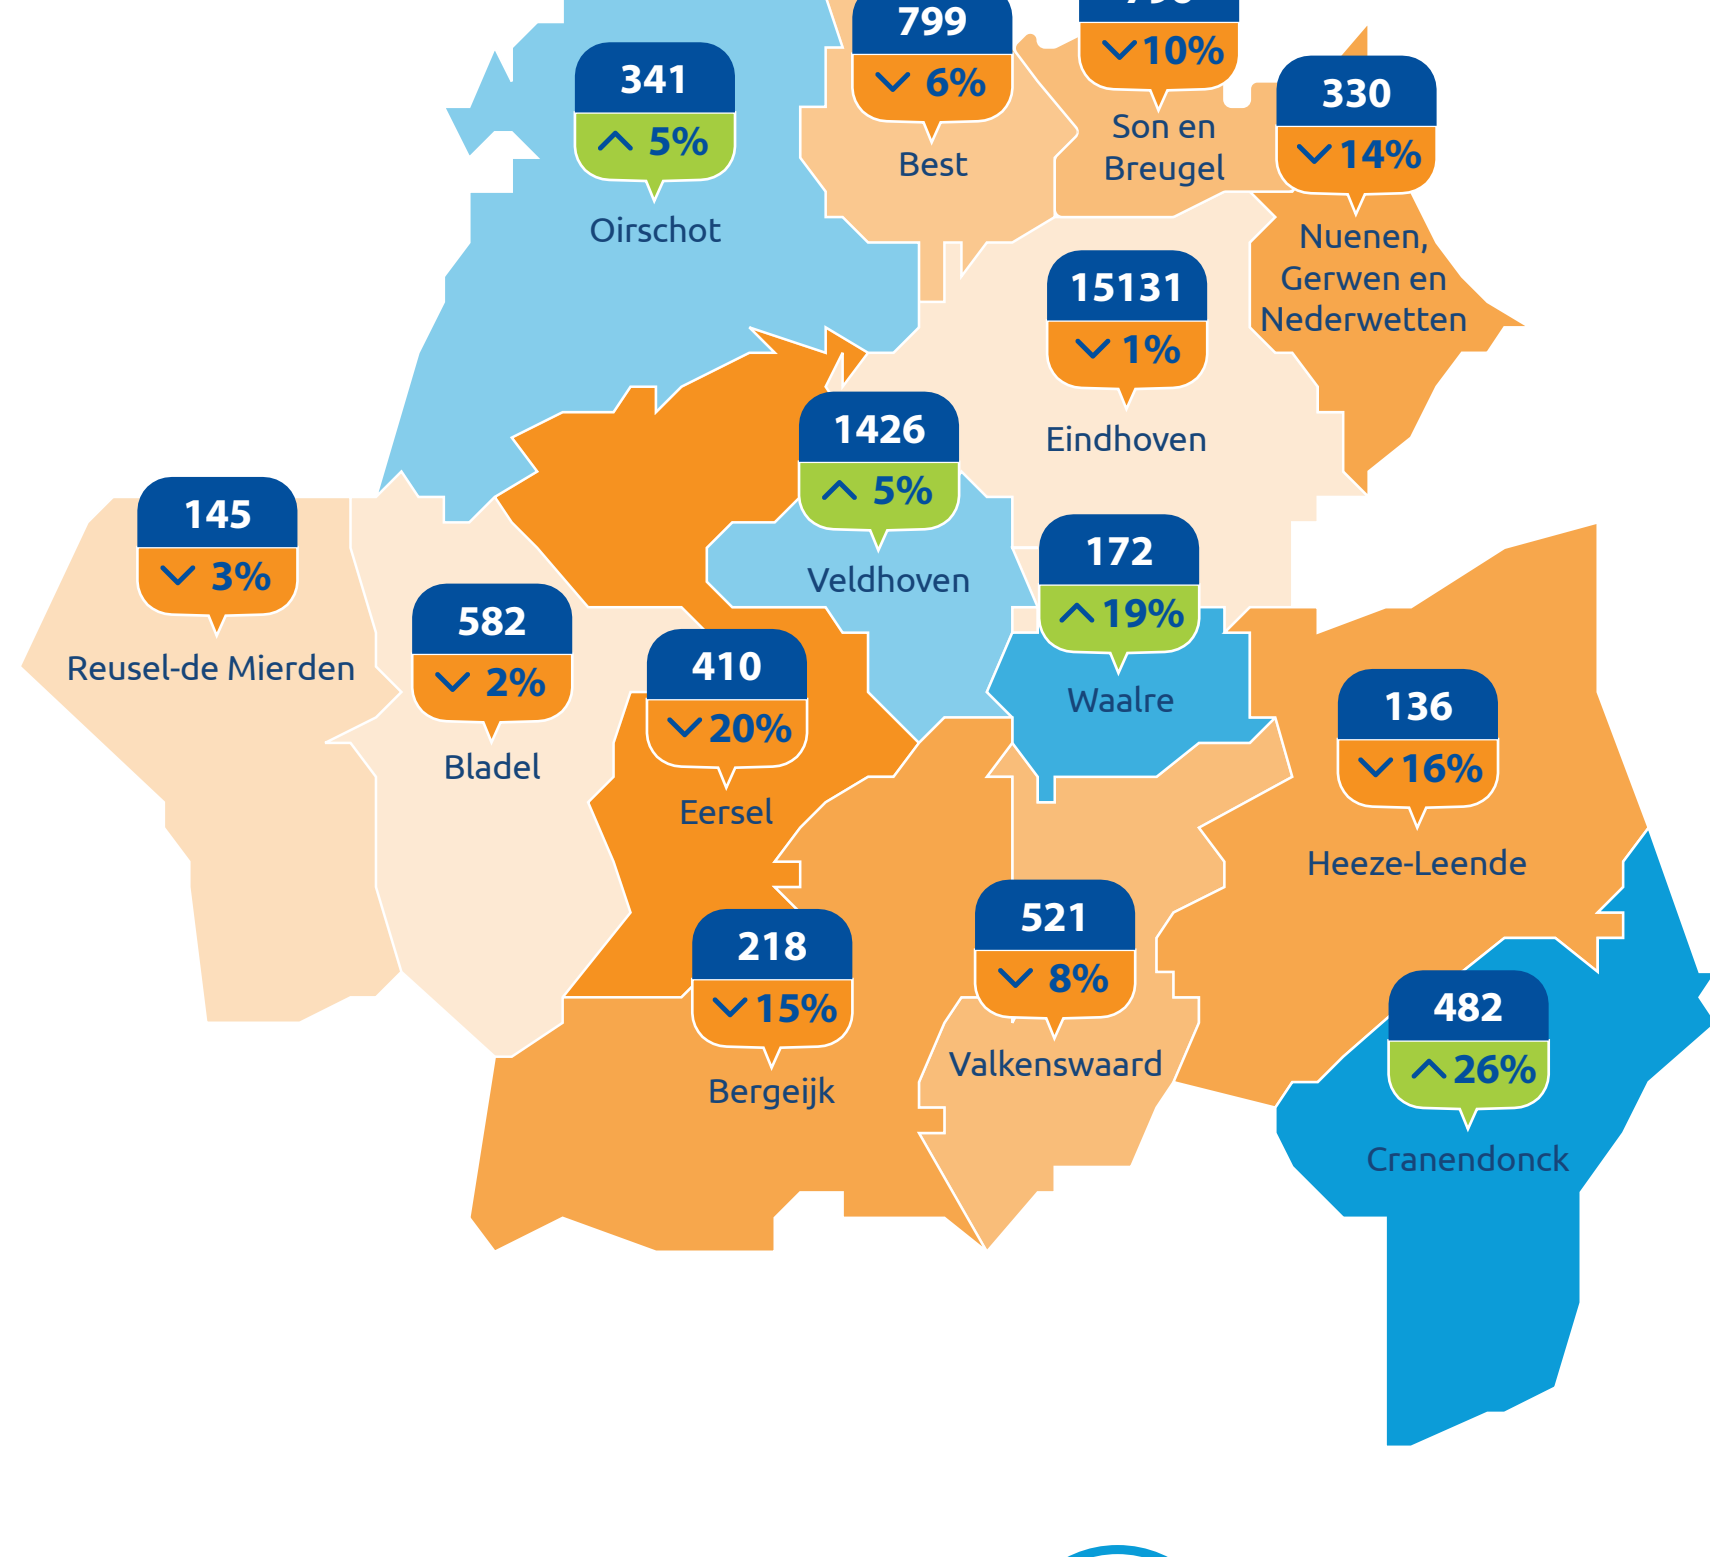 799
10%
341
6%
330
5%
Son en
Breugel
14%
Best
Oirschot
Nuenen,
Gerwen en
Nederwetten
15131
1%
Eindhoven
1426
5%
Veldhoven
145
3%
Reusel-de Mierden
172
19%
Waalre
582
2%
Bladel
410
20%
Eersel
136
16%
Heeze-Leende
218
15%
Bergeijk
521
8%
Valkenswaard
482
26%
Cranendonck